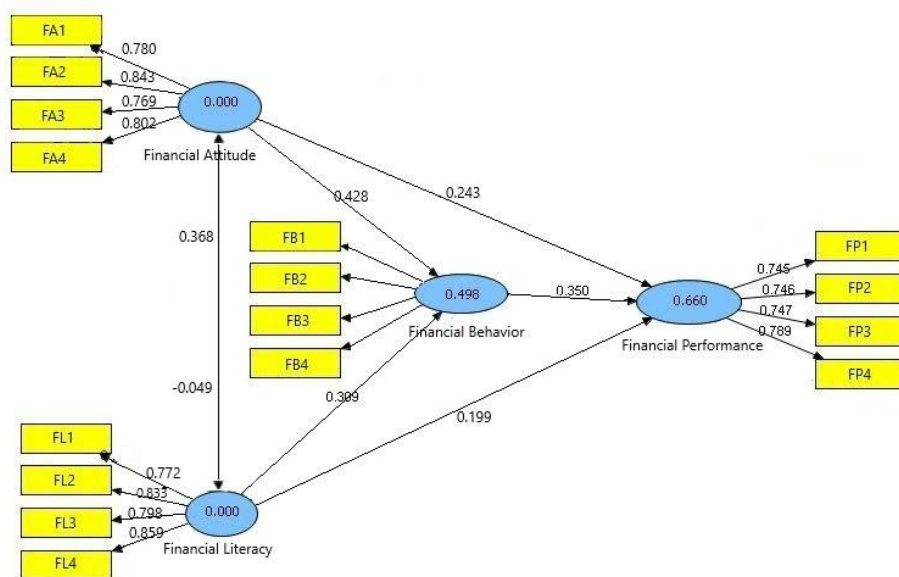 FA1
0.780
FA2
0.843
FA3
0.769
FA4
0.802
0.000
Financial Attitude
0.428
0.243
0.368
FB1
FB2
FB3
FB4
0.498
Financial Behavior
0.350
0.660
Financial Performance
FP1
0.745
FP2
0.746
FP3
0.747
FP4
0.789
-0.049
0.309
0.199
FL1
0.772
FL2
0.833
FL3
0.798
FL4
0.859
0.000
Financial Literacy